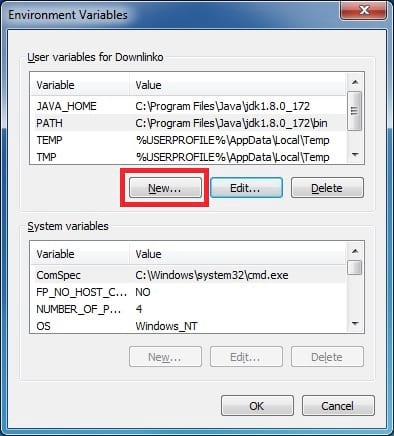 Environment Variables
User variables for Downlinko
Variable Value
JAVA_HOME C:\Program Files\Java\jdk1.8.0_172
PATH C:\Program Files\Java\jdk1.8.0_172\bin
TEMP %USERPROFILE%\AppData\Local\Temp
TMP %USERPROFILE%\AppData\Local\Temp
New... Edit... Delete
System variables
Variable Value
ComSpec C:\Windows\system32\cmd.exe
FP_NO_HOST_C... NO
NUMBER_OF_P... 4
OS Windows_NT
New... Edit... Delete
OK Cancel